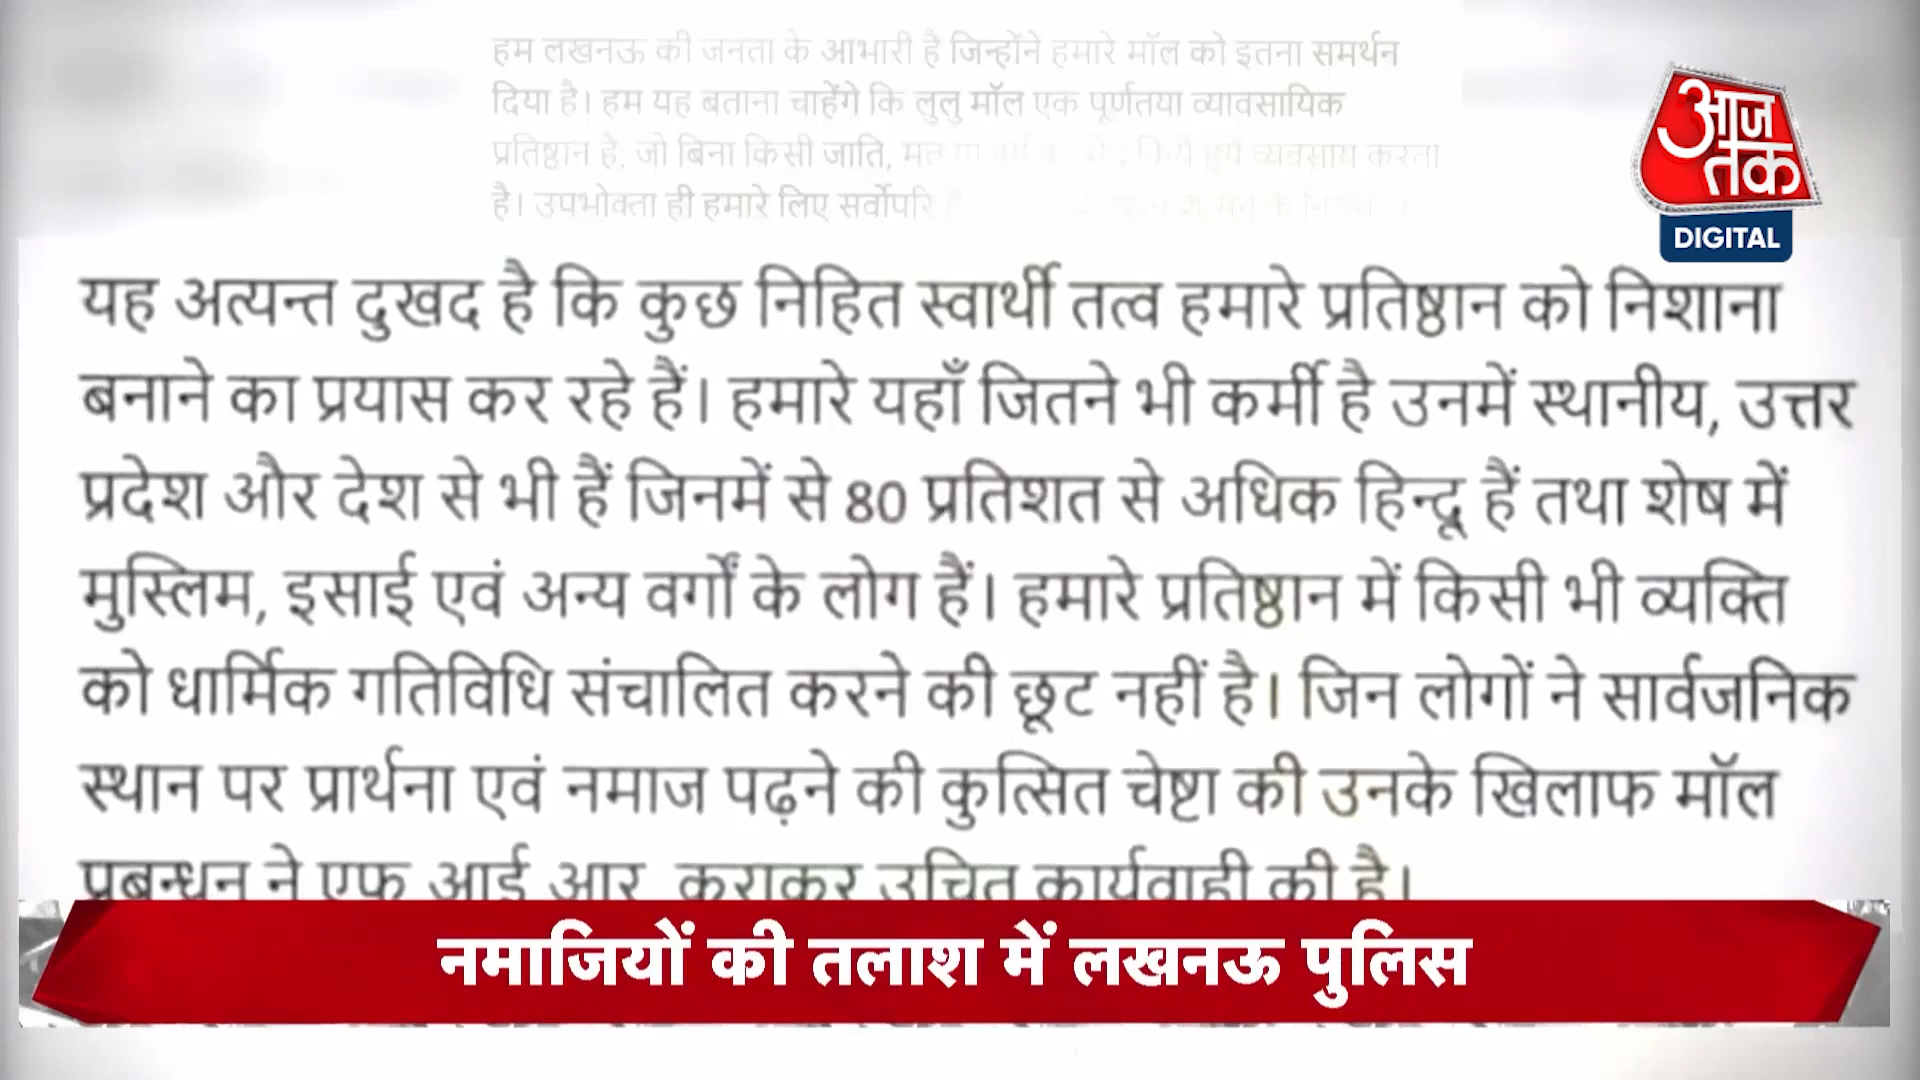 हम लखनऊ की जनता के आभारी है जिन्होंने हमारे मॉल को इतना समर्थन
दिया है। हम यह बताना चाहेंगे कि लुलु मॉल एक पूर्णतया व्यावसायिक
प्रतिष्ठान है, जो बिना किसी जाति, मत या व्यवसाय करता
है। उपभोक्ता ही हमारे लिए सर्वोपरि है
आज
तक
DIGITAL
यह अत्यन्त दुखद है कि कुछ निहित स्वार्थी तत्व हमारे प्रतिष्ठान को निशाना
बनाने का प्रयास कर रहे हैं। हमारे यहाँ जितने भी कर्मी है उनमें स्थानीय, उत्तर
प्रदेश और देश से भी हैं जिनमें से 80 प्रतिशत से अधिक हिन्दू हैं तथा शेष में
मुस्लिम, इसाई एवं अन्य वर्गों के लोग हैं। हमारे प्रतिष्ठान में किसी भी व्यक्ति
को धार्मिक गतिविधि संचालित करने की छूट नहीं है। जिन लोगों ने सार्वजनिक
स्थान पर प्रार्थना एवं नमाज पढ़ने की कुत्सित चेष्टा की उनके खिलाफ मॉल
प्रबन्धन ने एफ आई आर. कराकर उचित कार्यवाही की है।
नमाजियों की तलाश में लखनऊ पुलिस